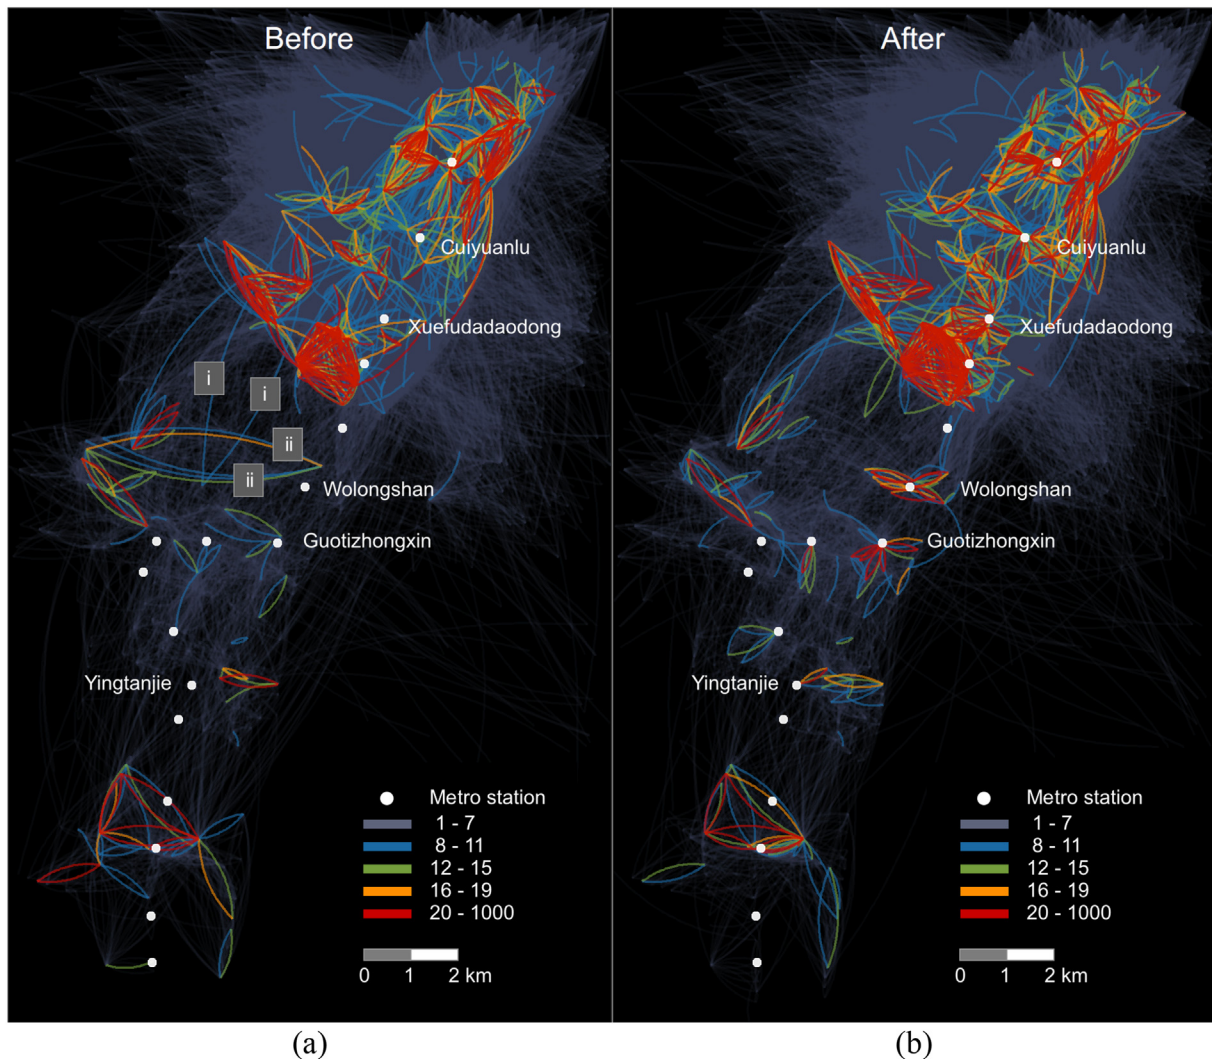 Before
Cuiyuanlu
Xuefudadaodong
i
i
ii
ii
Wolongshan
Guotizhongxin
Yingtanjie
Metro station
1 - 7
8 - 11
12 - 15
16 - 19
20 - 1000
0 1 2 km
(a)
After
Cuiyuanlu
Xuefudadaodong
Wolongshan
Guotizhongxin
Yingtanjie
Metro station
1 - 7
8 - 11
12 - 15
16 - 19
20 - 1000
0 1 2 km
(b)